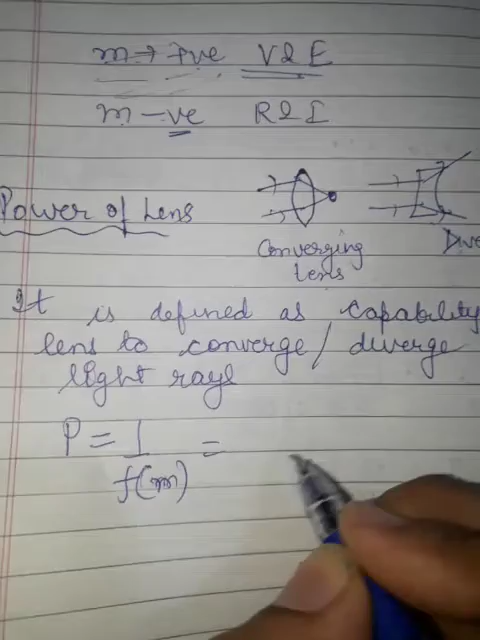 m → +ve V & E
m -ve R & I
Power of Lens
Converging
Lens
Dive
It is defined as capability
lens to converge / diverge
light rays
P = 1 =
f(m)